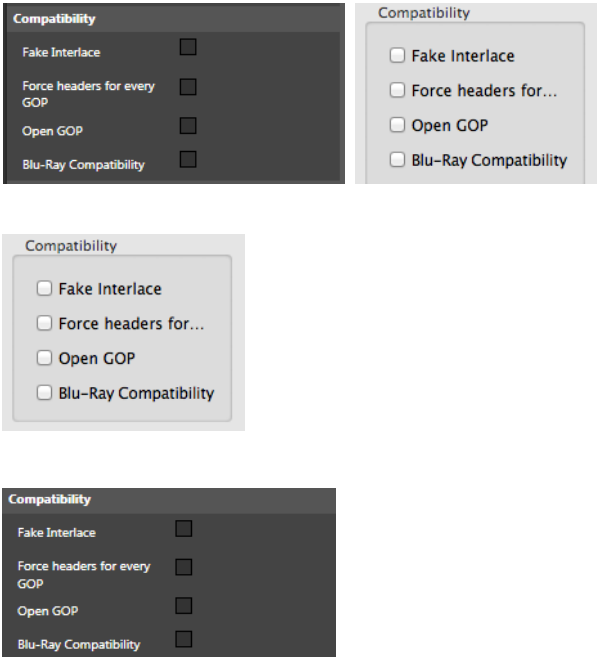 Compatibility
Fake Interlace
Force headers for every
GOP
Open GOP
Blu-Ray Compatibility
Compatibility
Fake Interlace
Force headers for...
Open GOP
Blu-Ray Compatibility
Compatibility
Fake Interlace
Force headers for...
Open GOP
Blu-Ray Compatibility
Compatibility
Fake Interlace
Force headers for every
GOP
Open GOP
Blu-Ray Compatibility